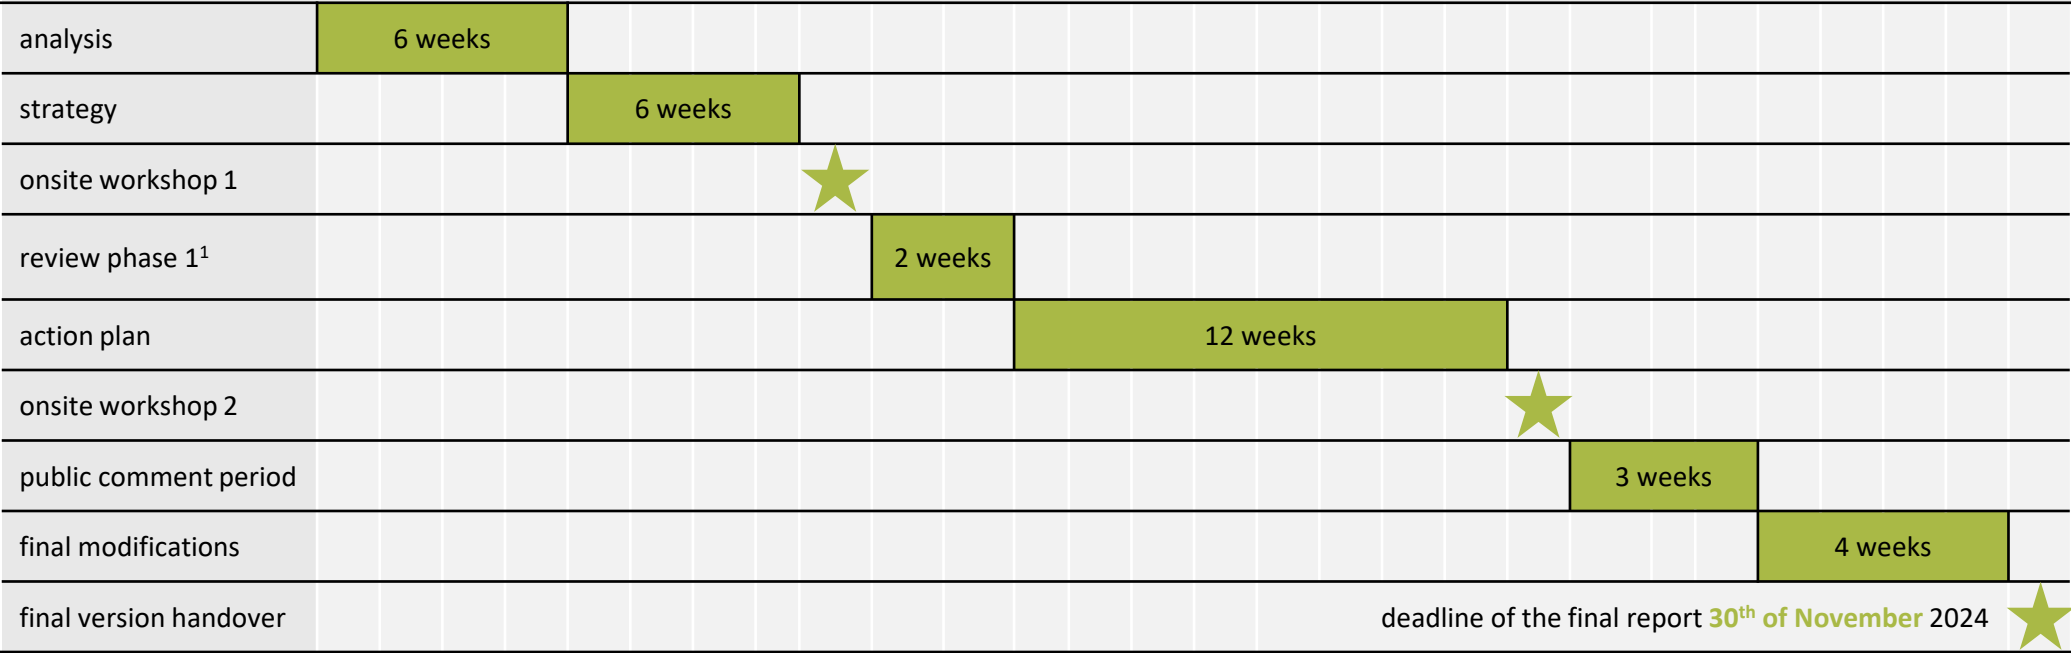 analysis 6 weeks
strategy 6 weeks
onsite workshop 1
review phase 1¹ 2 weeks
action plan 12 weeks
onsite workshop 2
public comment period 3 weeks
final modifications 4 weeks
final version handover deadline of the final report 30th of November 2024